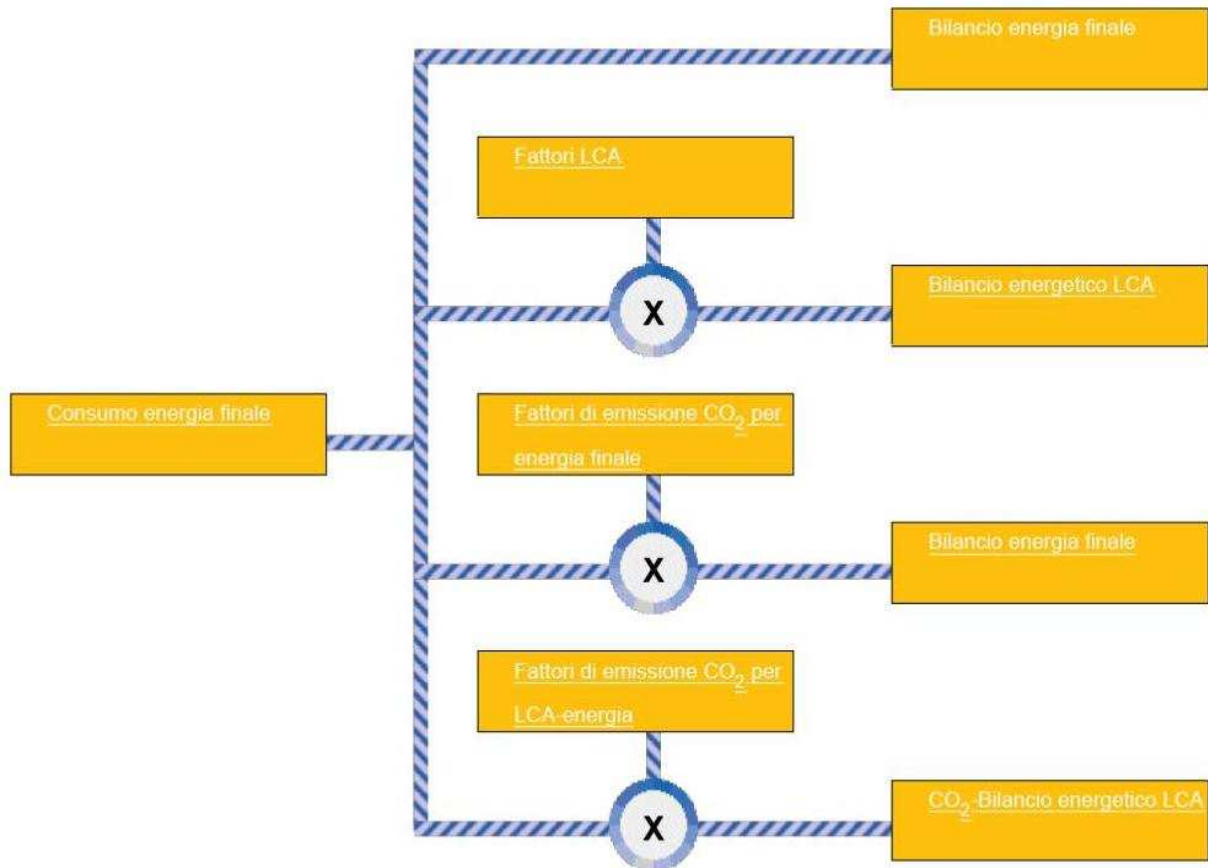 Bilancio energia finale
Fattori LCA
X
Bilancio energetico LCA
Consumo energia finale
Fattori di emissione CO₂ per
energia finale
X
Bilancio energia finale
Fattori di emissione CO₂ per
LCA-energia
X
CO₂-Bilancio energetico LCA